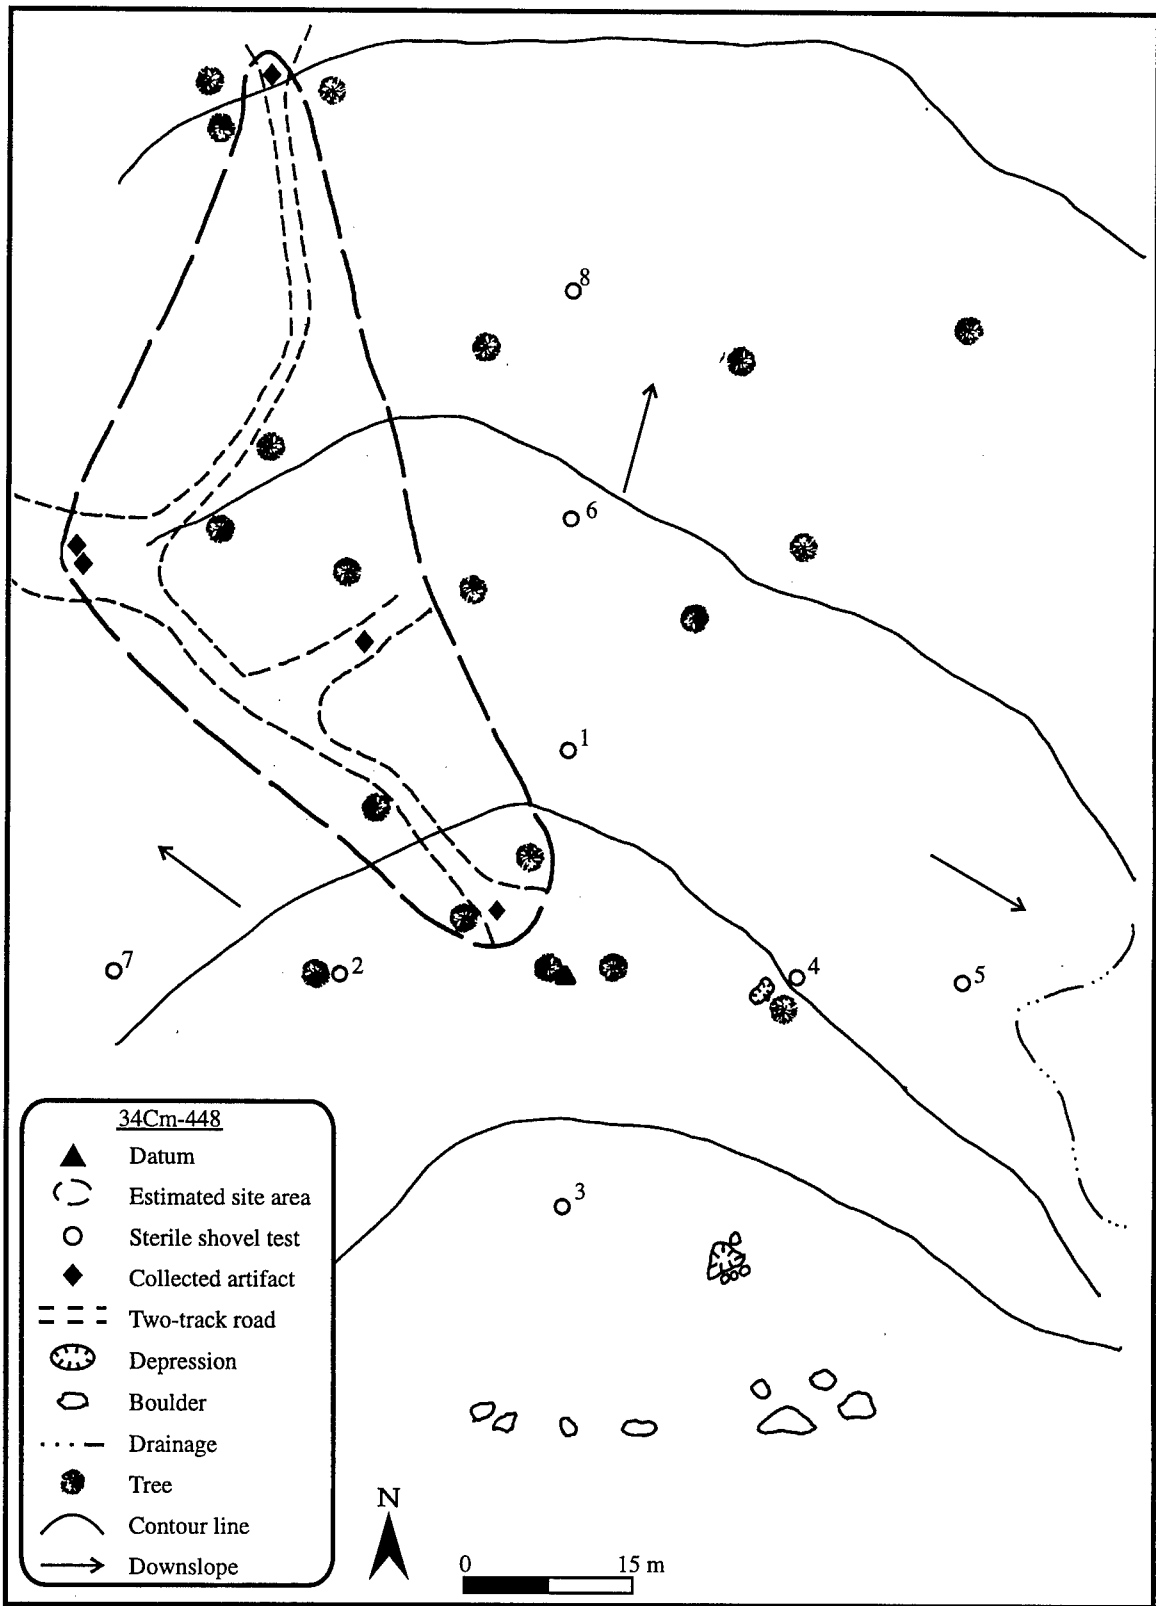 8
6
1
7
2
4
5
3
34Cm-448
Datum
Estimated site area
Sterile shovel test
Collected artifact
Two-track road
Depression
Boulder
Drainage
Tree
Contour line
Downslope
N
0 15 m